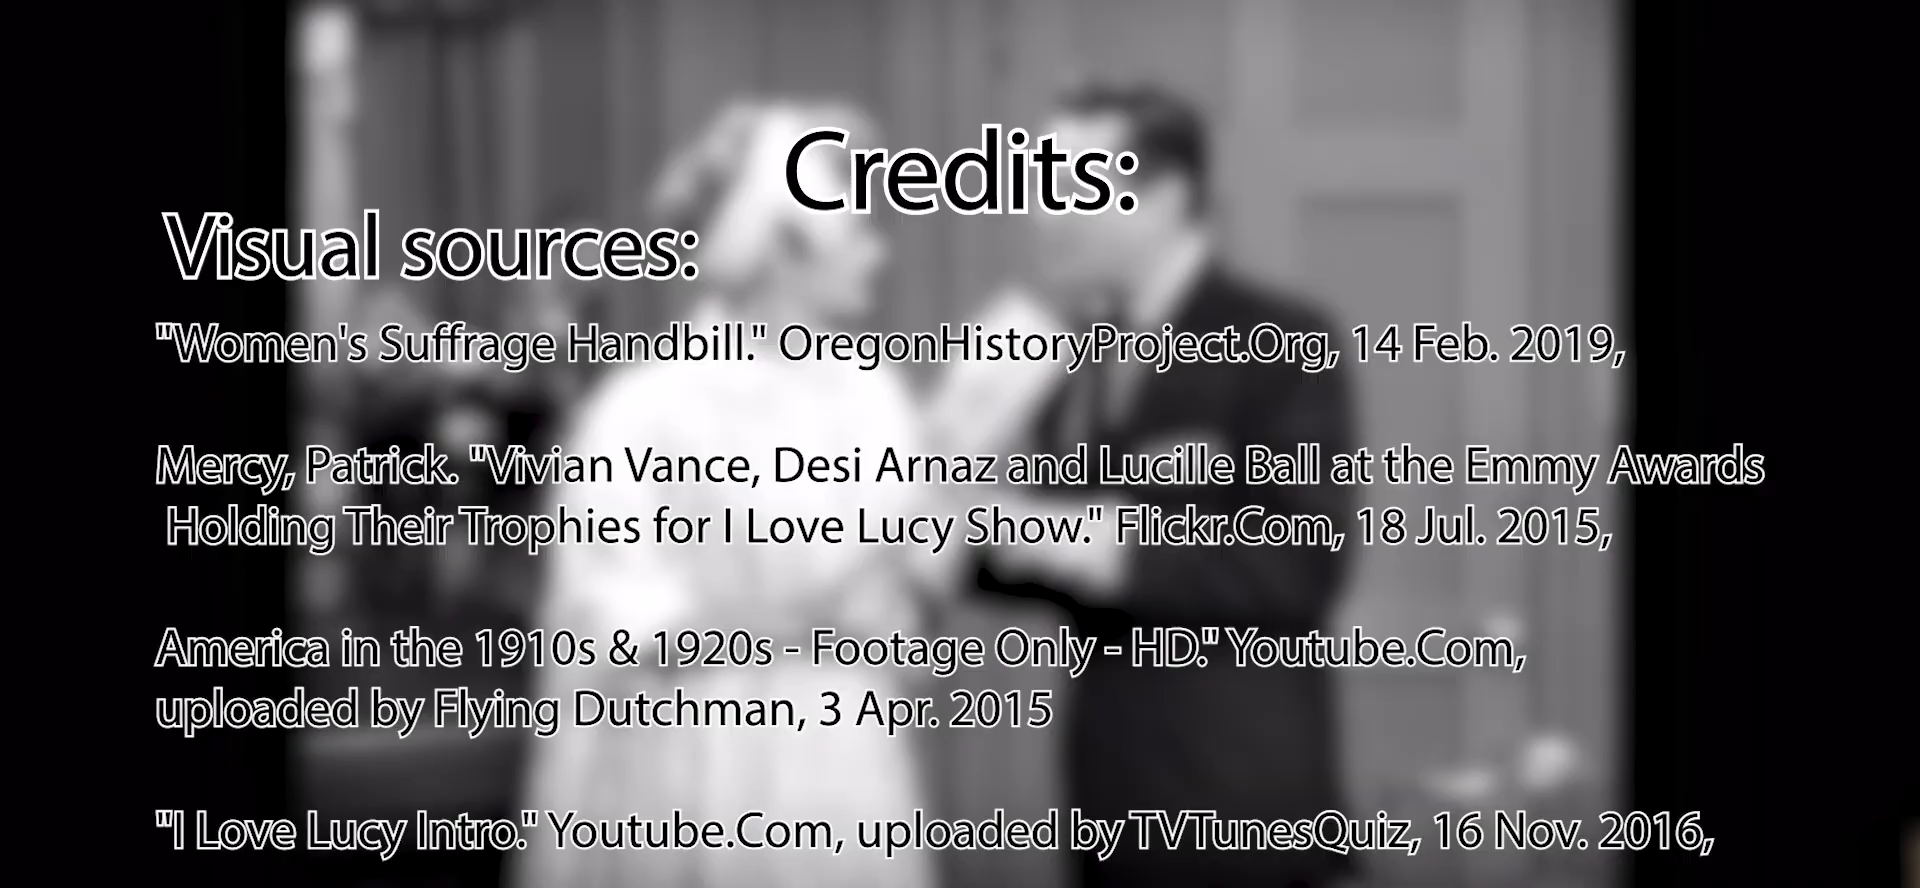 Credits:
Visual sources:
"Women's Suffrage Handbill." OregonHistoryProject.Org, 14 Feb. 2019,
Mercy, Patrick. "Vivian Vance, Desi Arnaz and Lucille Ball at the Emmy Awards
Holding Their Trophies for I Love Lucy Show." Flickr.Com, 18 Jul. 2015,
America in the 1910s & 1920s - Footage Only - HD." Youtube.Com,
uploaded by Flying Dutchman, 3 Apr. 2015
"I Love Lucy Intro." Youtube.Com, uploaded by TVTunesQuiz, 16 Nov. 2016,